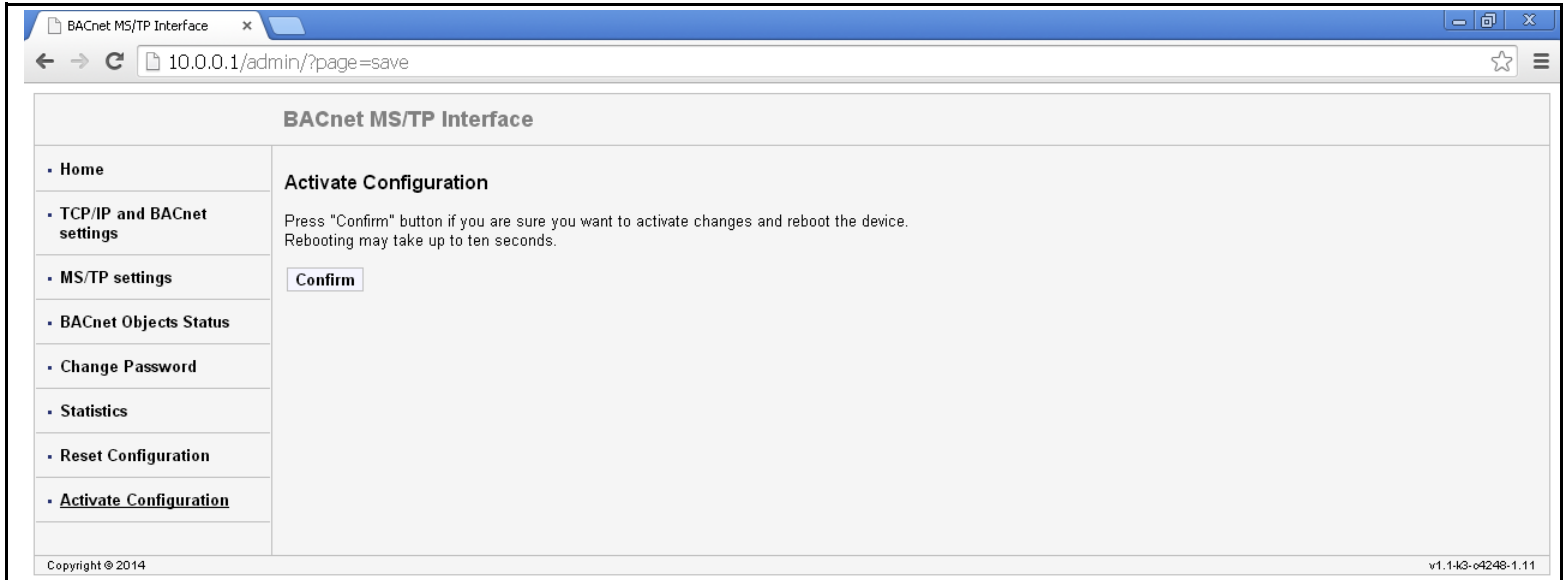 BACnet MS/TP Interface
10.0.0.1/admin/?page=save
BACnet MS/TP Interface
Home
TCP/IP and BACnet
settings
MS/TP settings
BACnet Objects Status
Change Password
Statistics
Reset Configuration
Activate Configuration
Activate Configuration
Press "Confirm" button if you are sure you want to activate changes and reboot the device.
Rebooting may take up to ten seconds.
Confirm
Copyright © 2014
v1.1-k3-c4248-1.11